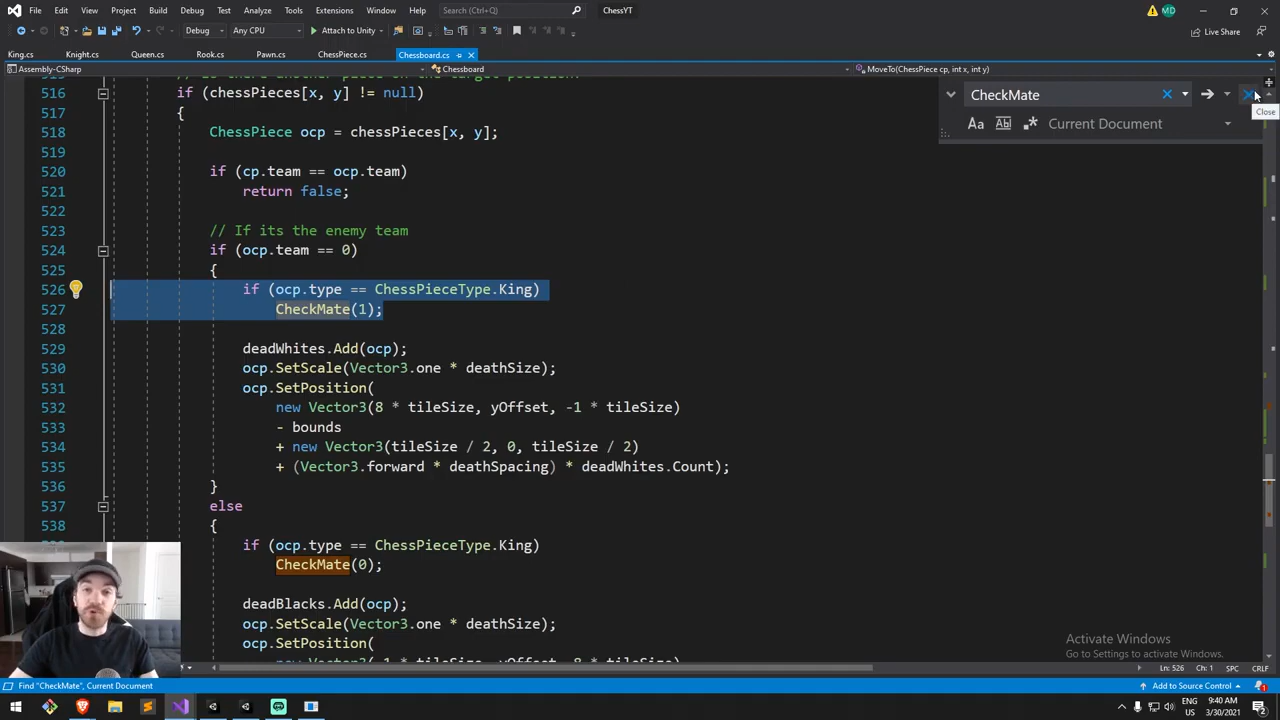 File Edit View Git Project Build Debug Test Analyze Tools Extensions Window Help Search (Ctrl+Q) ChessYT MD
Debug Any CPU Attach to Unity Live Share
King.cs Knight.cs Queen.cs Rook.cs Pawn.cs ChessPiece.cs Chessboard.cs
Assembly-CSharp Chessboard MoveTo(ChessPiece cp, int x, int y)
CheckMate
Close
Aa Ab Current Document
516 if (chessPieces[x, y] != null)
517 {
518 ChessPiece ocp = chessPieces[x, y];
519
520 if (cp.team == ocp.team)
521 return false;
522
523 // If its the enemy team
524 if (ocp.team == 0)
525 {
526 if (ocp.type == ChessPieceType.King)
527 CheckMate(1);
528
529 deadWhites.Add(ocp);
530 ocp.SetScale(Vector3.one * deathSize);
531 ocp.SetPosition(
532 new Vector3(8 * tileSize, yOffset, -1 * tileSize)
533 - bounds
534 + new Vector3(tileSize / 2, 0, tileSize / 2)
535 + (Vector3.forward * deathSpacing) * deadWhites.Count);
536 }
537 else
538 {
if (ocp.type == ChessPieceType.King)
CheckMate(0);
deadBlacks.Add(ocp);
ocp.SetScale(Vector3.one * deathSize);
ocp.SetPosition(
Activate Windows
Go to Settings to activate Windows.
Ln: 526 Ch: 1 SPC CRLF
Find "CheckMate", Current Document Add to Source Control 1
ENG 9:40 AM
US 3/30/2021 2